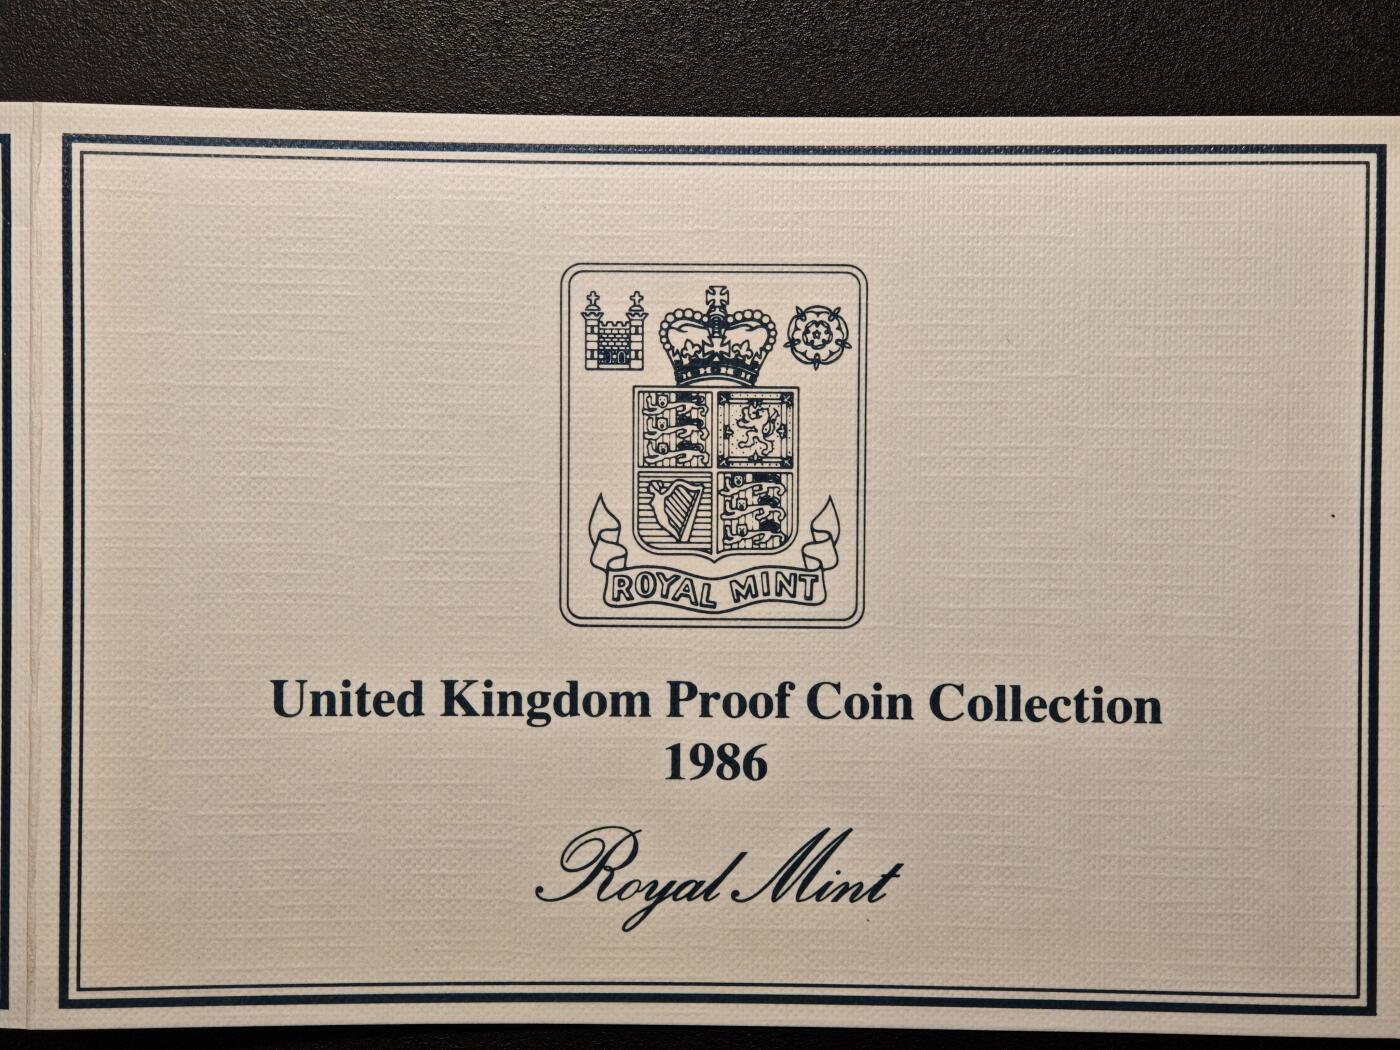 ROYAL MINT
United Kingdom Proof Coin Collection
1986
Royal Mint